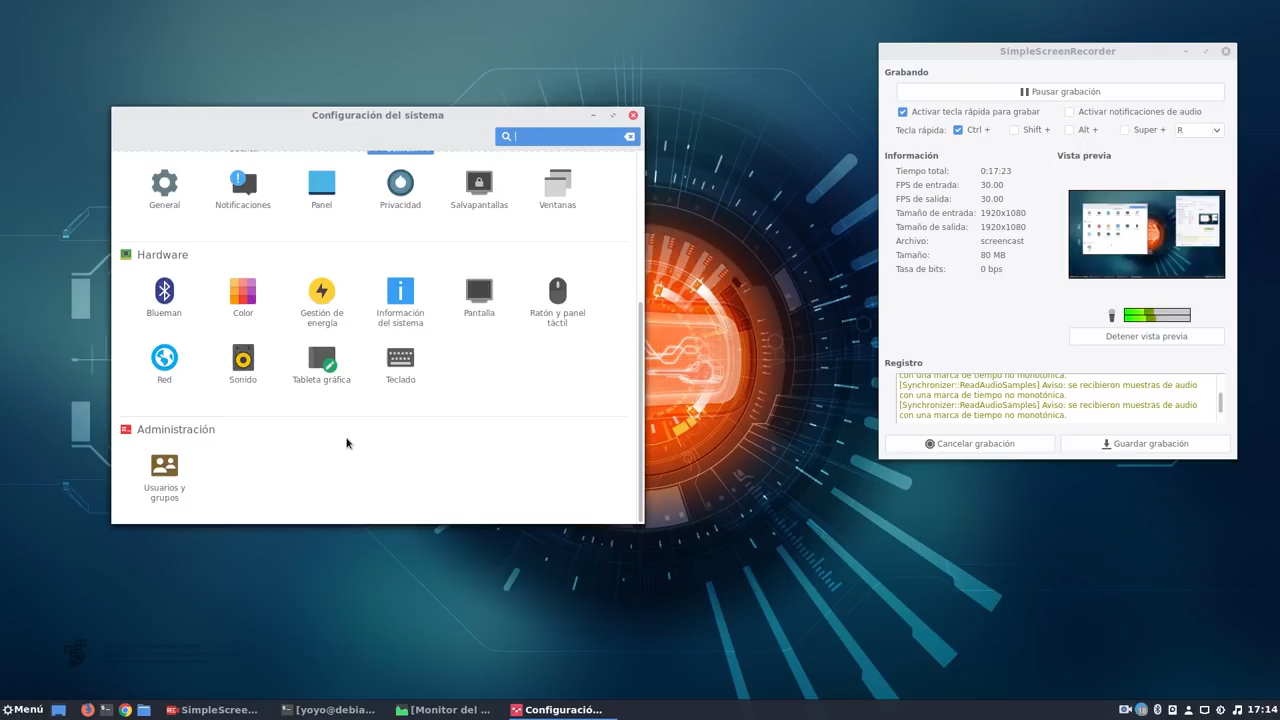 Configuración del sistema
General
Notificaciones
Panel
Privacidad
Salvapantallas
Ventanas
Hardware
Blueman
Color
Gestión de
energía
Información
del sistema
Pantalla
Ratón y panel
táctil
Red
Sonido
Tableta gráfica
Teclado
Administración
Usuarios y
grupos
SimpleScreenRecorder
Grabando
Pausar grabación
Activar tecla rápida para grabar
Activar notificaciones de audio
Tecla rápida: Ctrl + Shift + Alt + Super + R
Información
Vista previa
Tiempo total: 0:17:23
FPS de entrada: 30.00
FPS de salida: 30.00
Tamaño de entrada: 1920x1080
Tamaño de salida: 1920x1080
Archivo: screencast
Tamaño: 80 MB
Tasa de bits: 0 bps
Detener vista previa
Registro
con una marca de tiempo no monotónica.
[Synchronizer::ReadAudioSamples] Aviso: se recibieron muestras de audio
con una marca de tiempo no monotónica.
[Synchronizer::ReadAudioSamples] Aviso: se recibieron muestras de audio
con una marca de tiempo no monotónica.
Cancelar grabación
Guardar grabación
Menú
SimpleScree...
[yoyo@debia...
[Monitor del ...
Configuració...
17:14